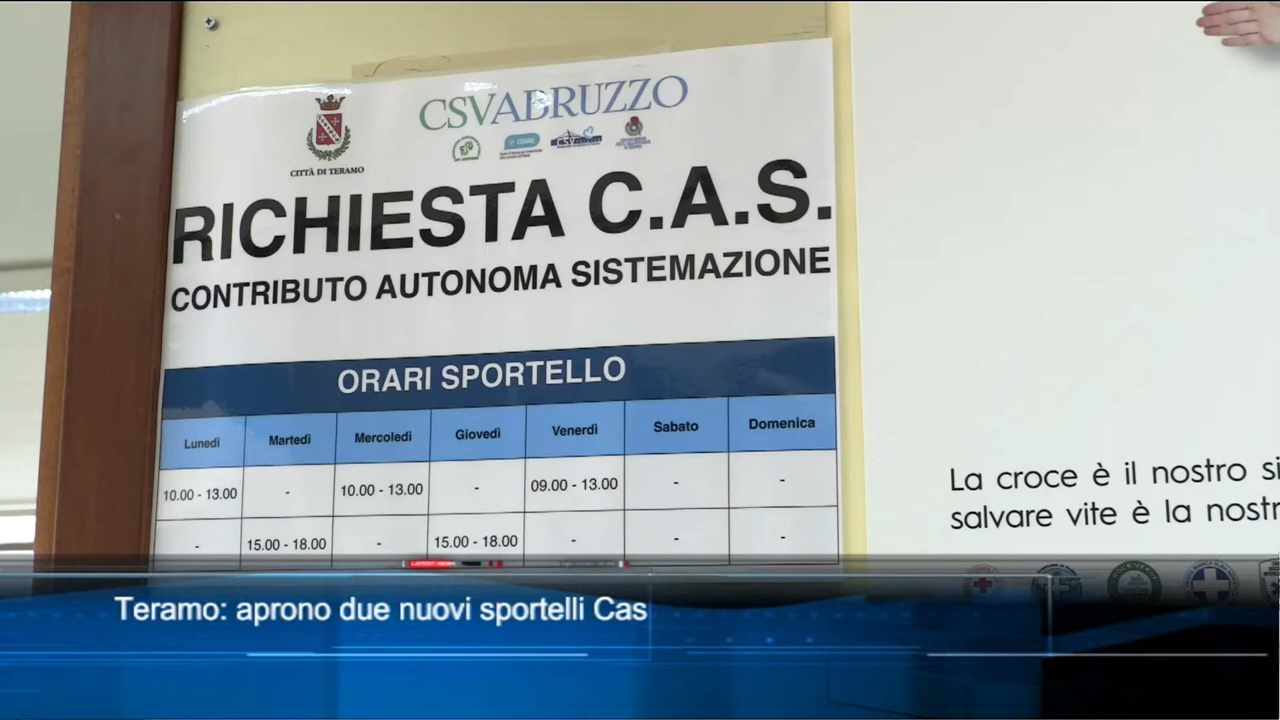 CSVABRUZZO
CITTÀ DI TERAMO
RICHIESTA C.A.S.
CONTRIBUTO AUTONOMA SISTEMAZIONE
ORARI SPORTELLO
Lunedì Martedì Mercoledì Giovedì Venerdì Sabato Domenica
10.00 - 13.00 - 10.00 - 13.00 - 09.00 - 13.00 - -
- 15.00 - 18.00 - 15.00 - 18.00 - - -
La croce è il nostro si
salvare vite è la nostr
LATEST NEWS
Teramo: aprono due nuovi sportelli Cas